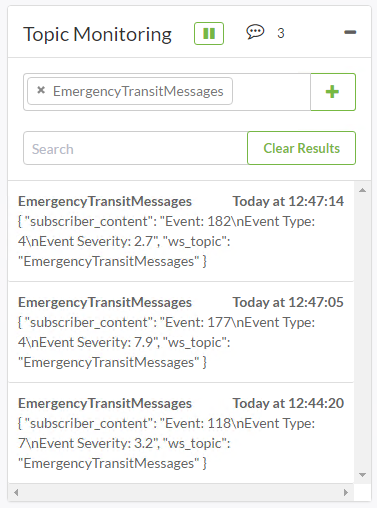 Topic Monitoring 3
× EmergencyTransitMessages +
Search Clear Results
EmergencyTransitMessages Today at 12:47:14
{ "subscriber_content": "Event: 182\nEvent Type:
4\nEvent Severity: 2.7", "ws_topic":
"EmergencyTransitMessages" }
EmergencyTransitMessages Today at 12:47:05
{ "subscriber_content": "Event: 177\nEvent Type:
4\nEvent Severity: 7.9", "ws_topic":
"EmergencyTransitMessages" }
EmergencyTransitMessages Today at 12:44:20
{ "subscriber_content": "Event: 118\nEvent Type:
7\nEvent Severity: 3.2", "ws_topic":
"EmergencyTransitMessages" }